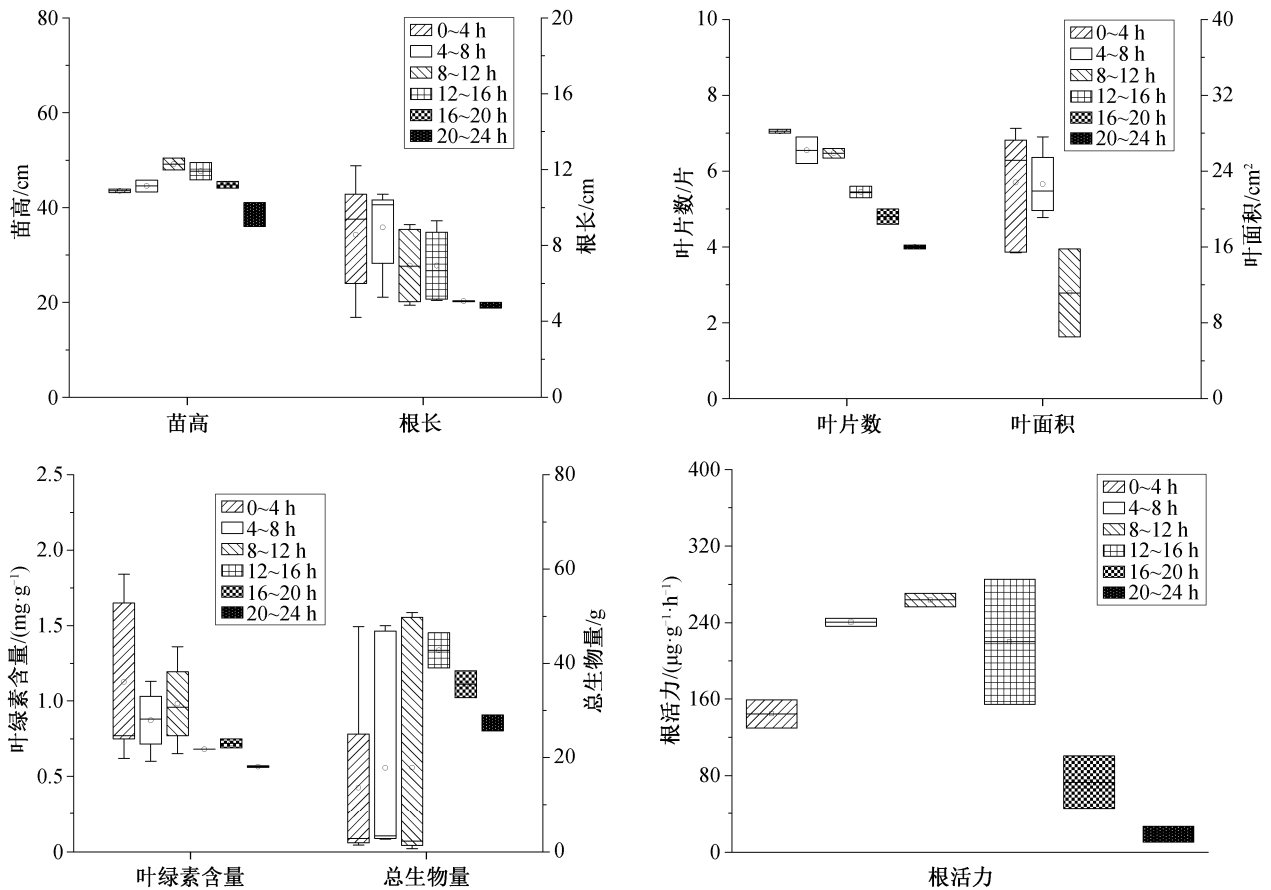 80
60
40
20
0
苗高/cm
20
16
12
8
4
0
根长/cm
0~4 h
4~8 h
8~12 h
12~16 h
16~20 h
20~24 h
苗高
根长
10
8
6
4
2
0
叶片数/片
40
32
24
16
8
0
叶面积/cm²
0~4 h
4~8 h
8~12 h
12~16 h
16~20 h
20~24 h
叶片数
叶面积
2.5
2.0
1.5
1.0
0.5
0
叶绿素含量/(mg·g⁻¹)
80
60
40
20
0
总生物量/g
0~4 h
4~8 h
8~12 h
12~16 h
16~20 h
20~24 h
叶绿素含量
总生物量
400
320
240
160
80
0
根活力/(μg·g⁻¹·h⁻¹)
0~4 h
4~8 h
8~12 h
12~16 h
16~20 h
20~24 h
根活力